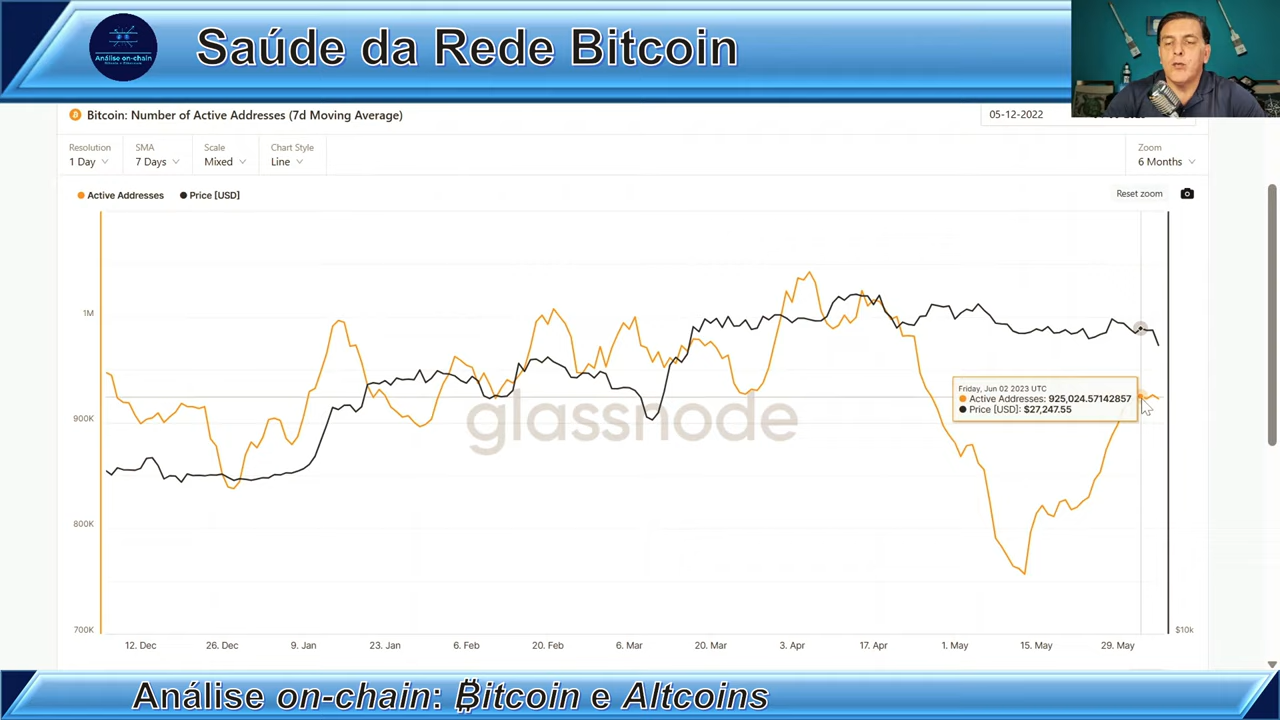 Saúde da Rede Bitcoin
Análise on-chain
Bitcoin: Number of Active Addresses (7d Moving Average)
05-12-2022
Resolution
1 Day
SMA
7 Days
Scale
Mixed
Chart Style
Line
Zoom
6 Months
Active Addresses
Price [USD]
Reset zoom
1M
900K
800K
700K
$10k
glassnode
Friday, Jun 02 2023 UTC
Active Addresses: 925,024.57142857
Price [USD]: $27,247.55
12. Dec
26. Dec
9. Jan
23. Jan
6. Feb
20. Feb
6. Mar
20. Mar
3. Apr
17. Apr
1. May
15. May
29. May
Análise on-chain: ₿itcoin e Altcoins